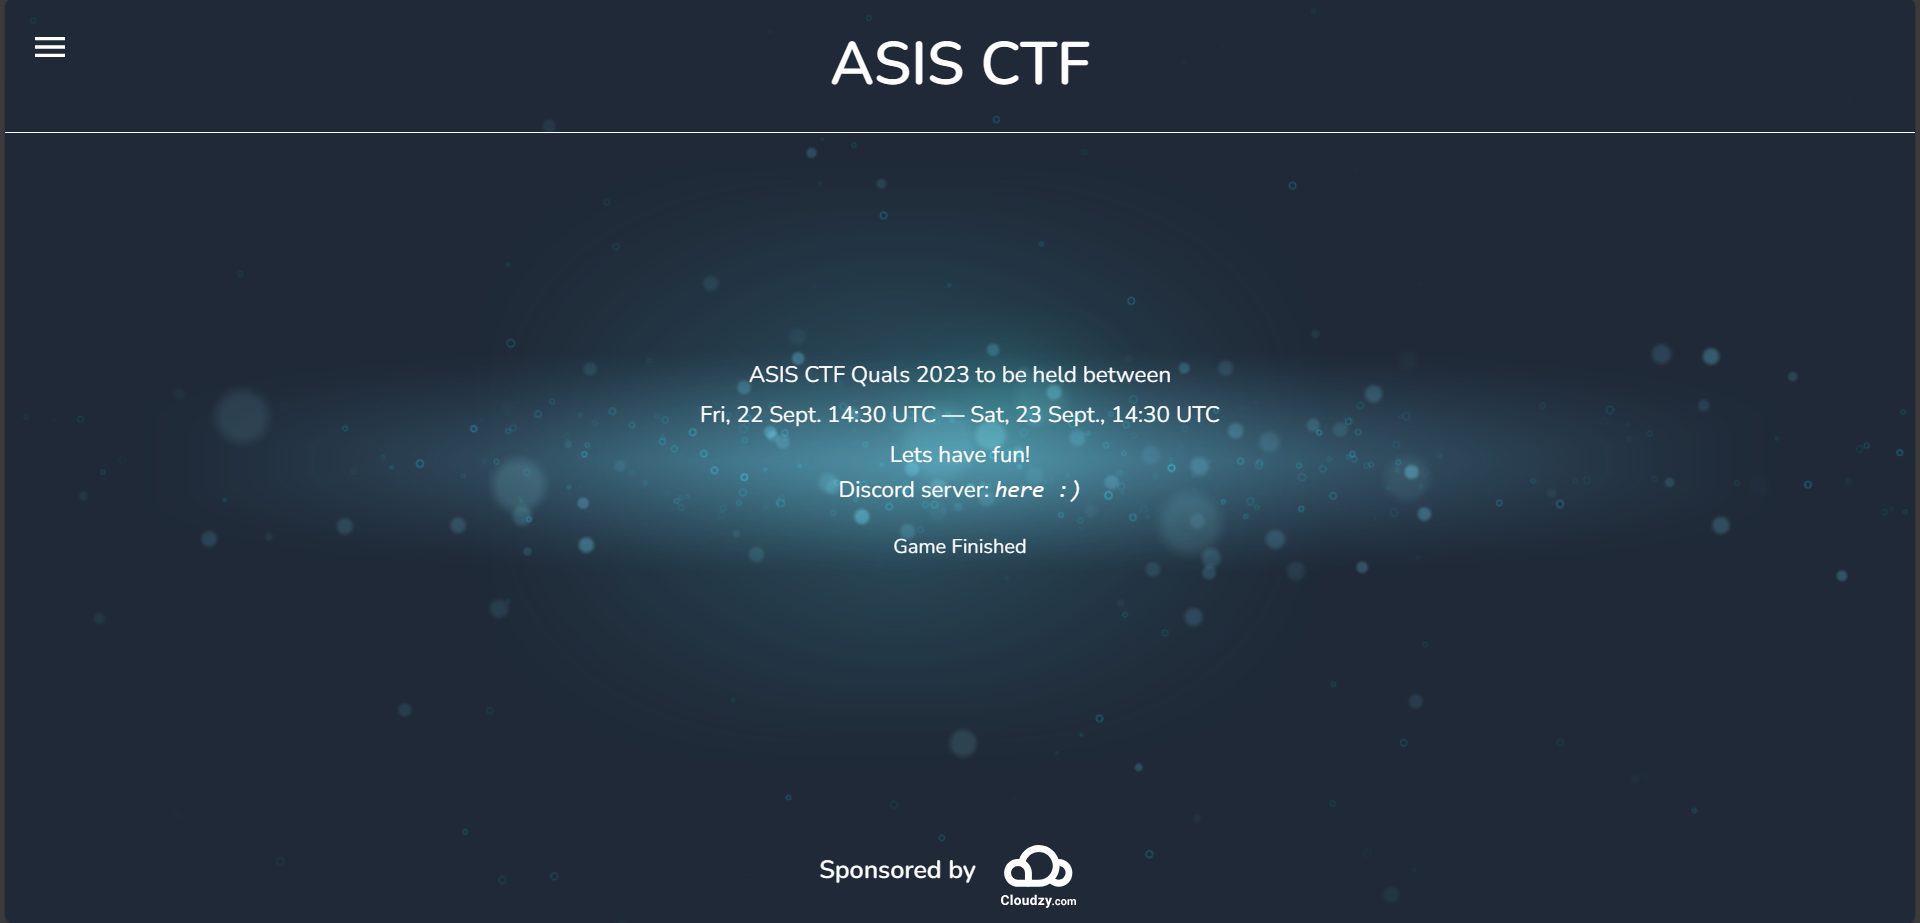 ASIS CTF
ASIS CTF Quals 2023 to be held between
Fri, 22 Sept. 14:30 UTC — Sat, 23 Sept., 14:30 UTC
Lets have fun!
Discord server: here :)
Game Finished
Sponsored by
Cloudzy.com